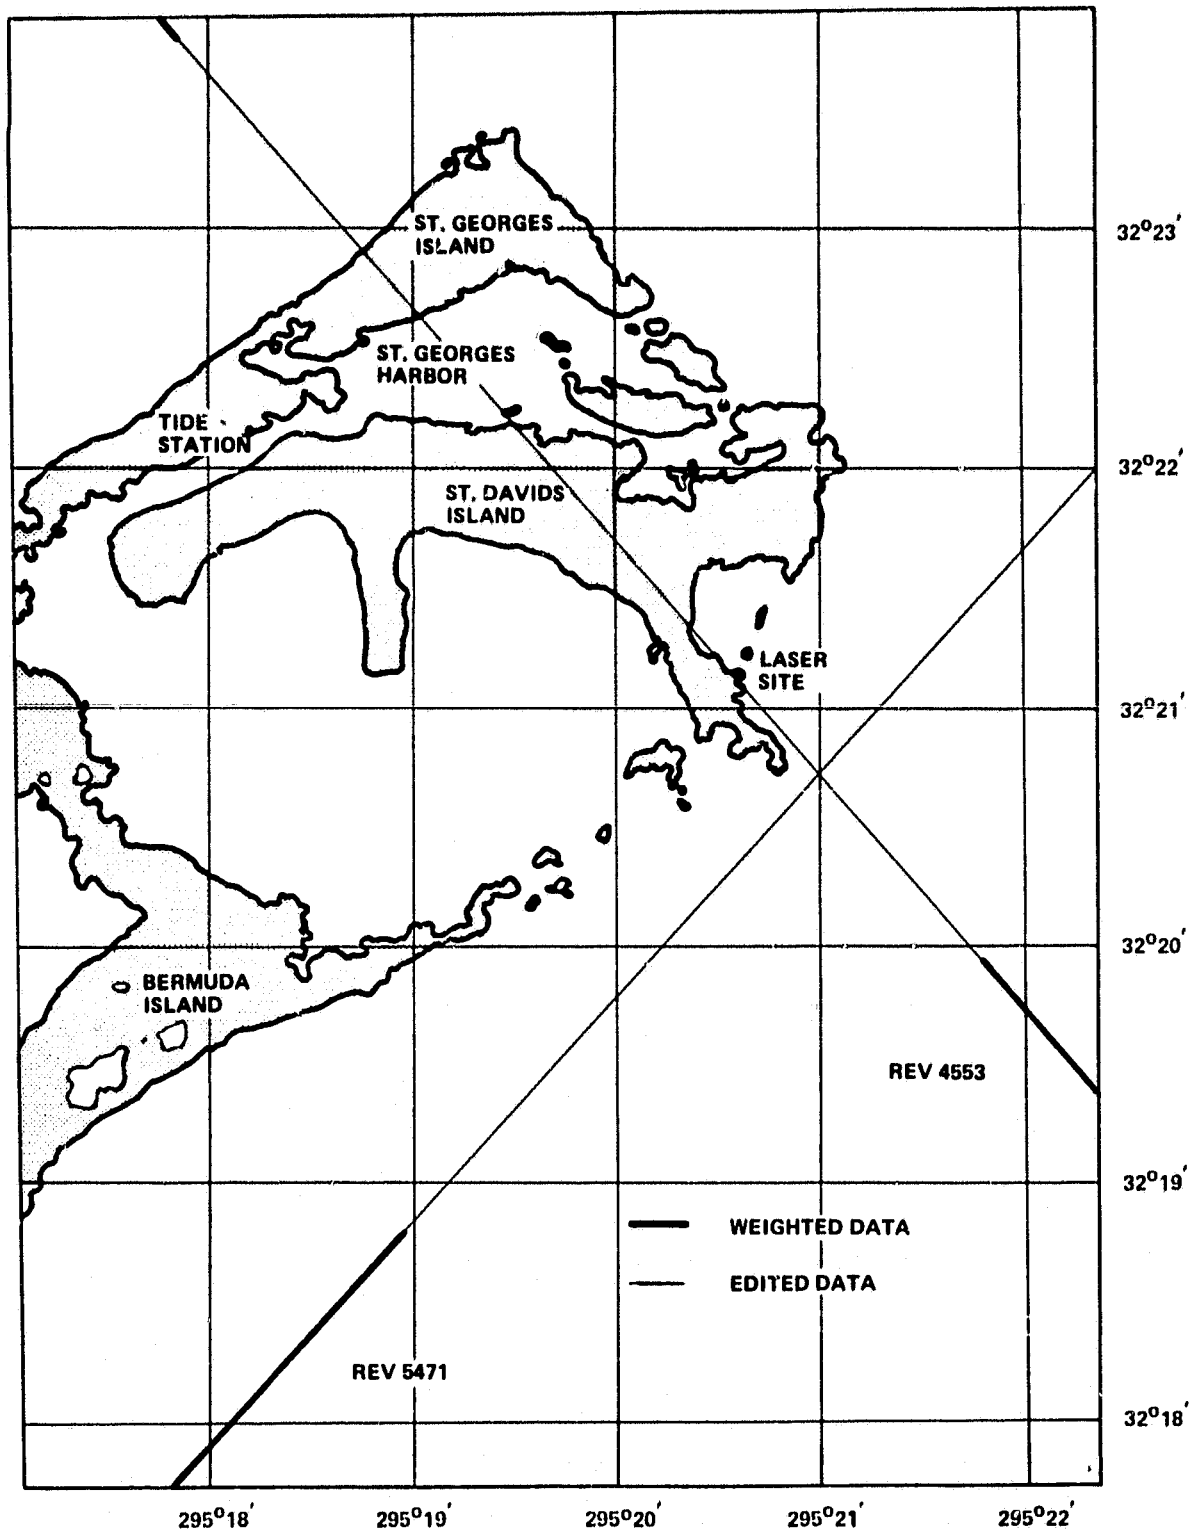 ST. GEORGES
ISLAND
32°23'
ST. GEORGES
HARBOR
TIDE
STATION
32°22'
ST. DAVIDS
ISLAND
LASER
SITE
32°21'
32°20'
BERMUDA
ISLAND
REV 4553
32°19'
WEIGHTED DATA
EDITED DATA
REV 5471
32°18'
295°18' 295°19' 295°20' 295°21' 295°22'